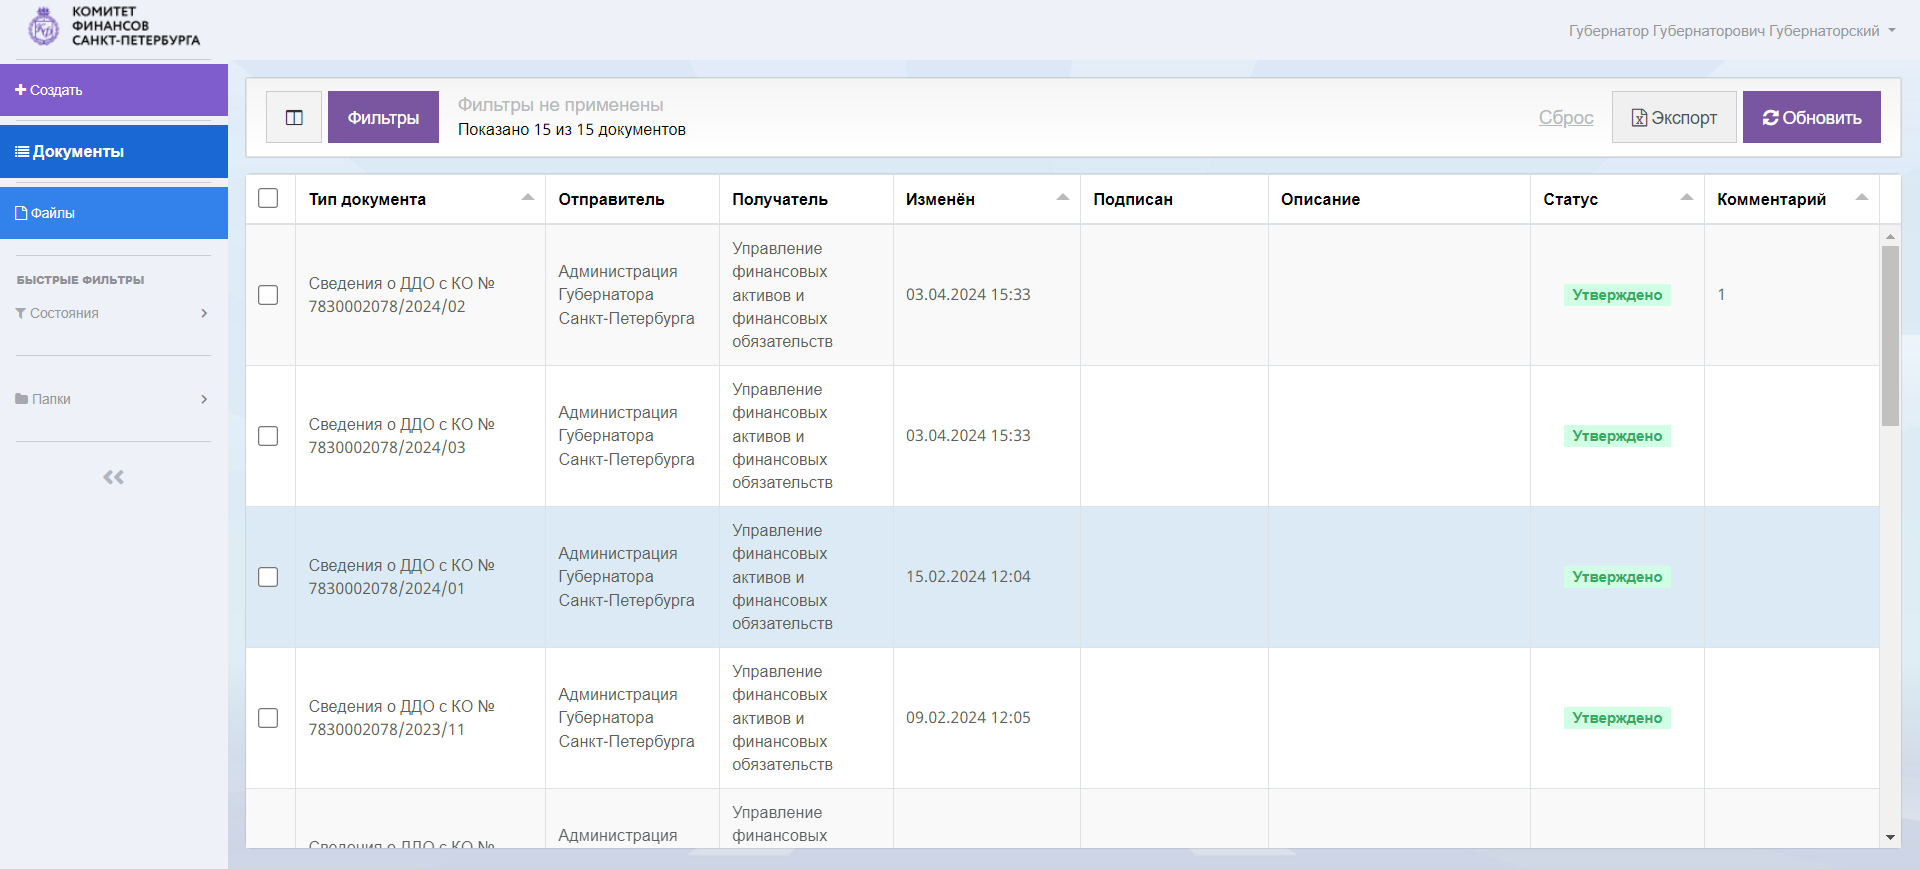 КОМИТЕТ
ФИНАНСОВ
САНКТ-ПЕТЕРБУРГА
Губернатор Губернаторович Губернаторский
Создать
Документы
Файлы
БЫСТРЫЕ ФИЛЬТРЫ
Состояния
Папки
Фильтры
Фильтры не применены
Показано 15 из 15 документов
Сброс
Экспорт
Обновить
Тип документа
Отправитель
Получатель
Изменён
Подписан
Описание
Статус
Комментарий
Сведения о ДДО с КО №
7830002078/2024/02
Администрация
Губернатора
Санкт-Петербурга
Управление
финансовых
активов и
финансовых
обязательств
03.04.2024 15:33
Утверждено
1
Сведения о ДДО с КО №
7830002078/2024/03
Администрация
Губернатора
Санкт-Петербурга
Управление
финансовых
активов и
финансовых
обязательств
03.04.2024 15:33
Утверждено
Сведения о ДДО с КО №
7830002078/2024/01
Администрация
Губернатора
Санкт-Петербурга
Управление
финансовых
активов и
финансовых
обязательств
15.02.2024 12:04
Утверждено
Сведения о ДДО с КО №
7830002078/2023/11
Администрация
Губернатора
Санкт-Петербурга
Управление
финансовых
активов и
финансовых
обязательств
09.02.2024 12:05
Утверждено
Сведения о ДДО с КО №
Администрация
Управление
финансовых